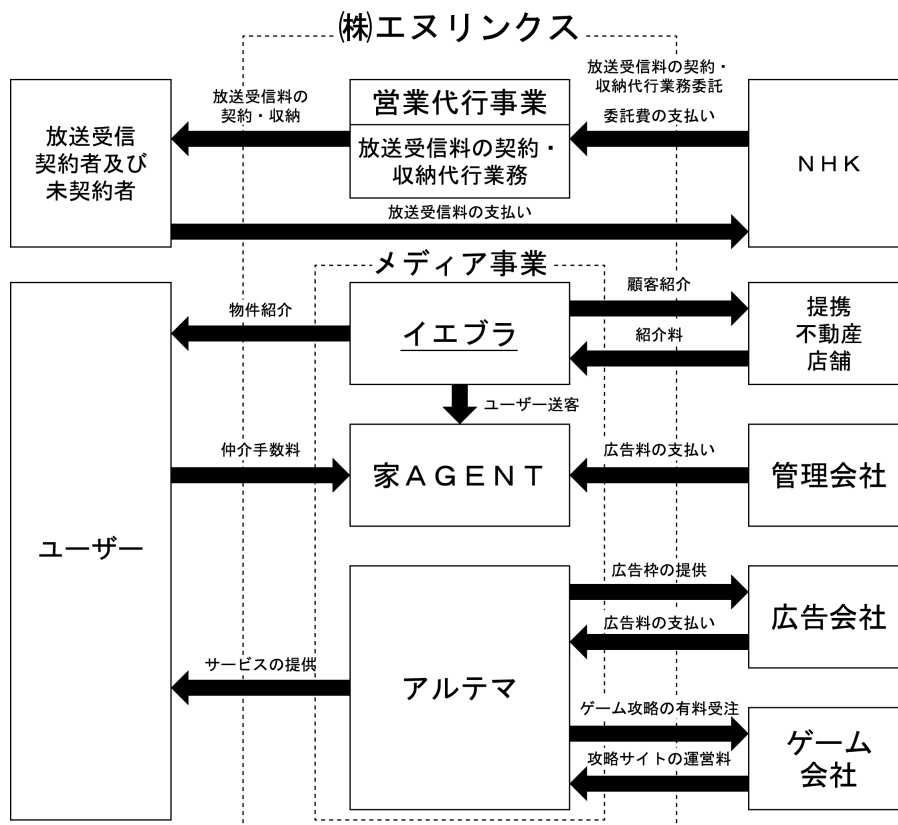 ㈱エヌリンクス
放送受信
契約者及び
未契約者
放送受信料の
契約・収納
営業代行事業
放送受信料の契約・
収納代行業務
放送受信料の契約・
収納代行業務委託
委託費の支払い
NHK
放送受信料の支払い
メディア事業
ユーザー
物件紹介
イエプラ
顧客紹介
紹介料
提携
不動産
店舗
ユーザー送客
仲介手数料
家AGENT
広告料の支払い
管理会社
サービスの提供
アルテマ
広告枠の提供
広告料の支払い
広告会社
ゲーム攻略の有料受注
攻略サイトの運営料
ゲーム
会社